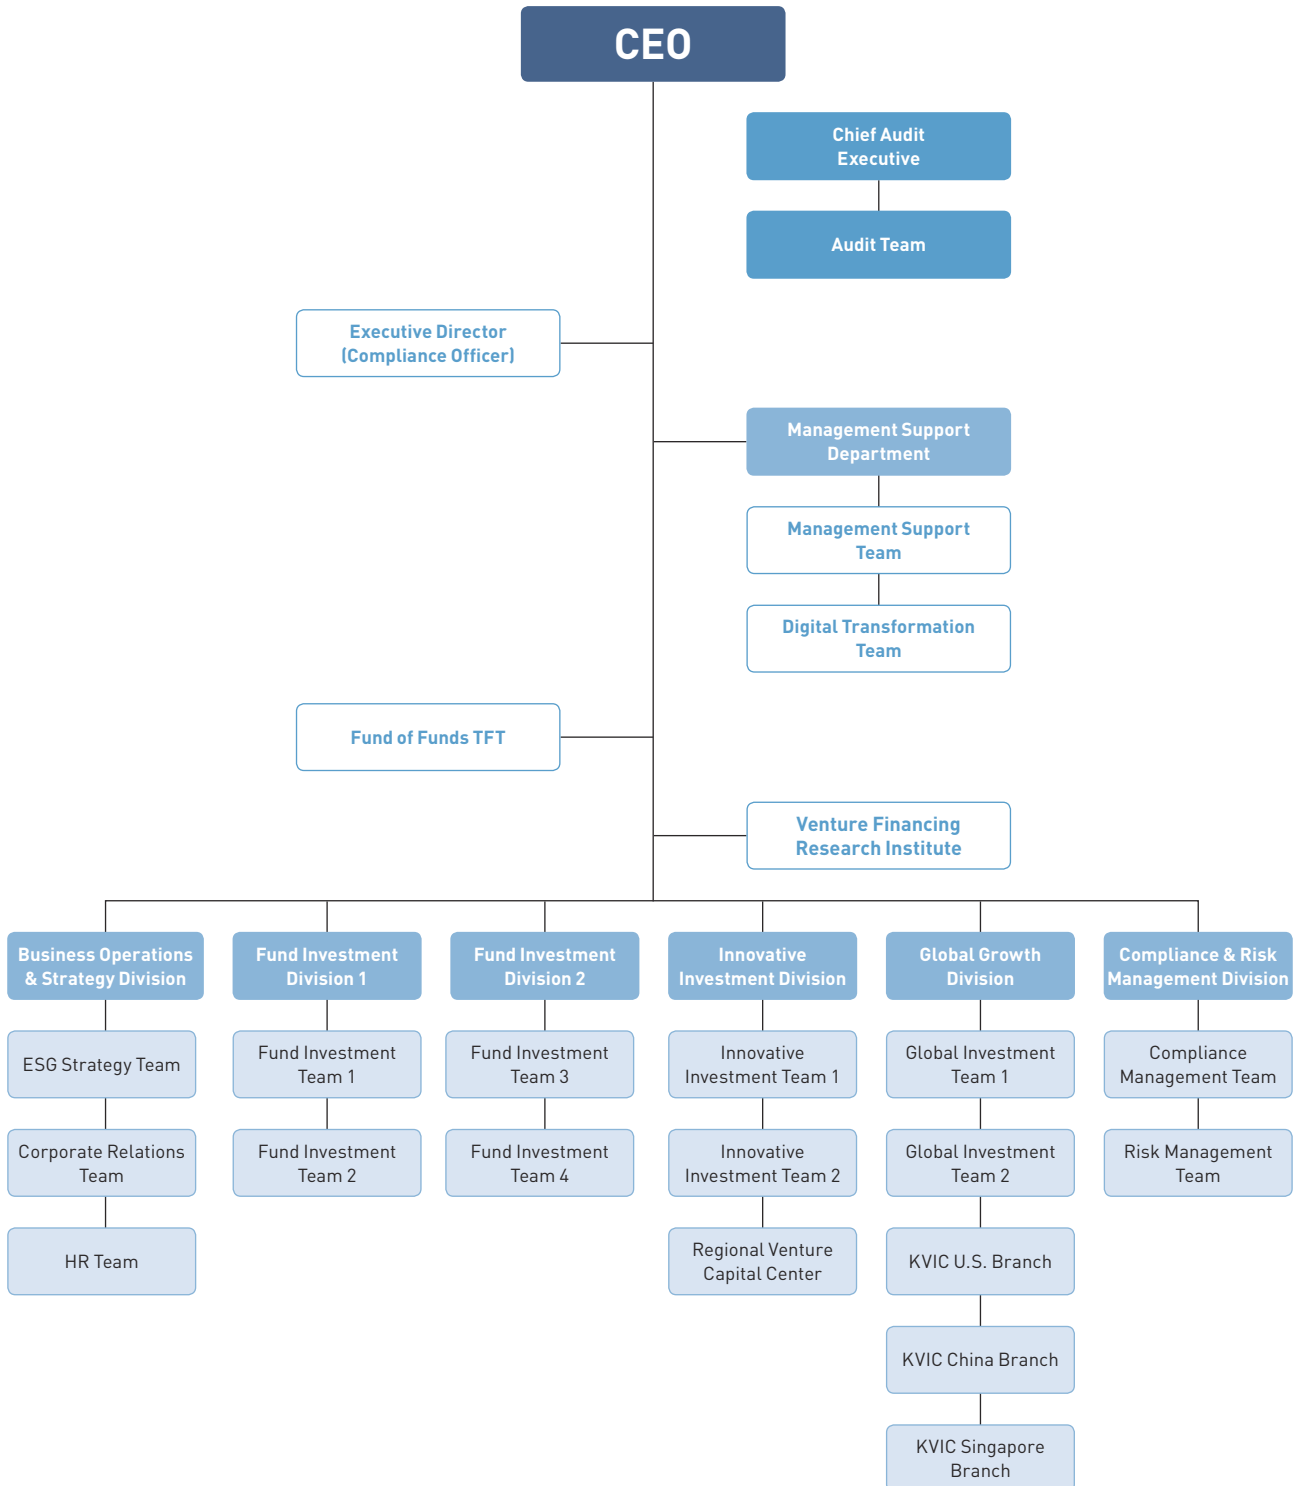 CEO
Chief Audit
Executive
Audit Team
Executive Director
(Compliance Officer)
Management Support
Department
Management Support
Team
Digital Transformation
Team
Fund of Funds TFT
Venture Financing
Research Institute
Business Operations
& Strategy Division
ESG Strategy Team
Corporate Relations
Team
HR Team
Fund Investment
Division 1
Fund Investment
Team 1
Fund Investment
Team 2
Fund Investment
Division 2
Fund Investment
Team 3
Fund Investment
Team 4
Innovative
Investment Division
Innovative
Investment Team 1
Innovative
Investment Team 2
Regional Venture
Capital Center
Global Growth
Division
Global Investment
Team 1
Global Investment
Team 2
KVIC U.S. Branch
KVIC China Branch
KVIC Singapore
Branch
Compliance & Risk
Management Division
Compliance
Management Team
Risk Management
Team